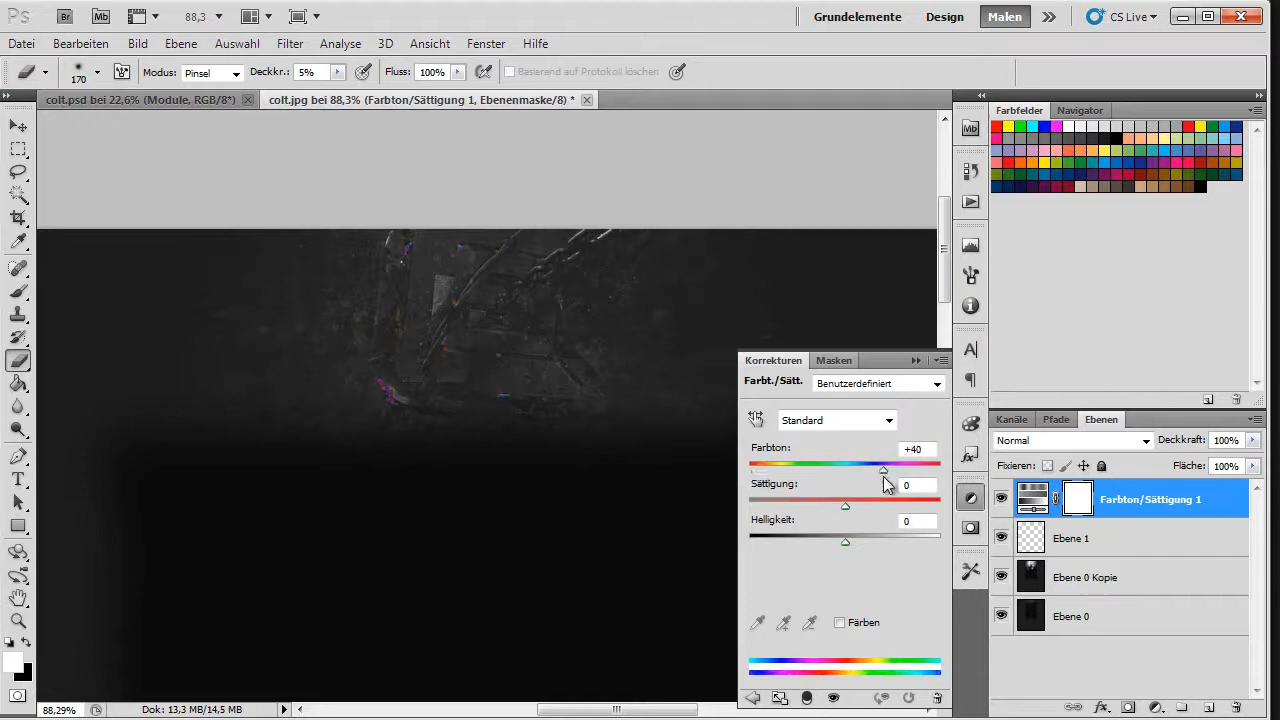 Ps Br Mb 88,3 Grundelemente Design Malen CS Live
Datei Bearbeiten Bild Ebene Auswahl Filter Analyse 3D Ansicht Fenster Hilfe
170 Modus: Pinsel Deckkr.: 5% Fluss: 100% Basierend auf Protokoll löschen
colt.psd bei 22,6% (Module, RGB/8*) colt.jpg bei 88,3% (Farbton/Sättigung 1, Ebenenmaske/8) *
Farbfelder Navigator
Mb
Korrekturen Masken
Farbt./Sätt. Benutzerdefiniert
Standard
Farbton: +40
Sättigung: 0
Helligkeit: 0
Färben
Kanäle Pfade Ebenen
Normal Deckkraft: 100%
Fixieren: Fläche: 100%
Farbton/Sättigung 1
Ebene 1
Ebene 0 Kopie
Ebene 0
88,29% Dok: 13,3 MB/14,5 MB